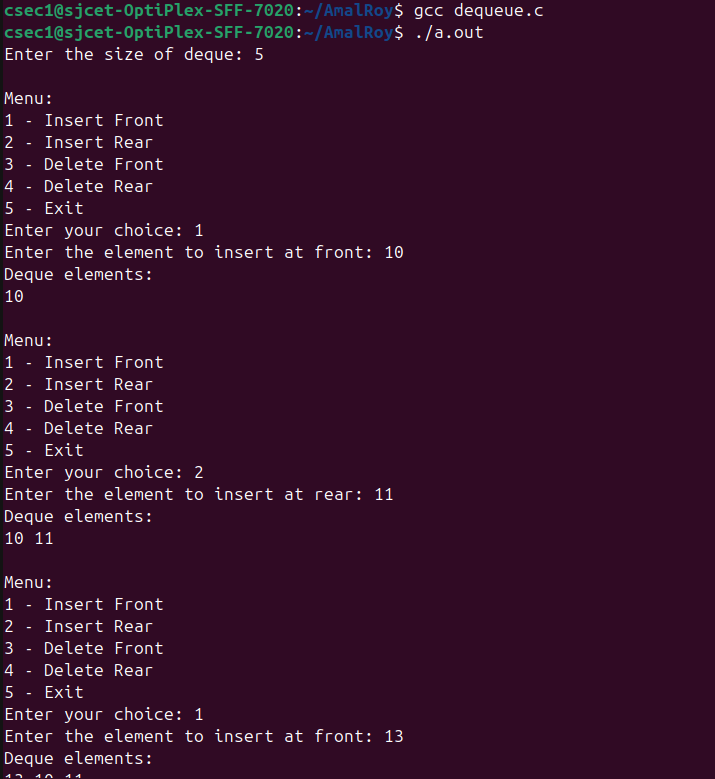 csec1@sjcet-OptiPlex-SFF-7020:~/AmalRoy$ gcc dequeue.c
csec1@sjcet-OptiPlex-SFF-7020:~/AmalRoy$ ./a.out
Enter the size of deque: 5

Menu:
1 - Insert Front
2 - Insert Rear
3 - Delete Front
4 - Delete Rear
5 - Exit
Enter your choice: 1
Enter the element to insert at front: 10
Deque elements:
10

Menu:
1 - Insert Front
2 - Insert Rear
3 - Delete Front
4 - Delete Rear
5 - Exit
Enter your choice: 2
Enter the element to insert at rear: 11
Deque elements:
10 11

Menu:
1 - Insert Front
2 - Insert Rear
3 - Delete Front
4 - Delete Rear
5 - Exit
Enter your choice: 1
Enter the element to insert at front: 13
Deque elements:
13 10 11